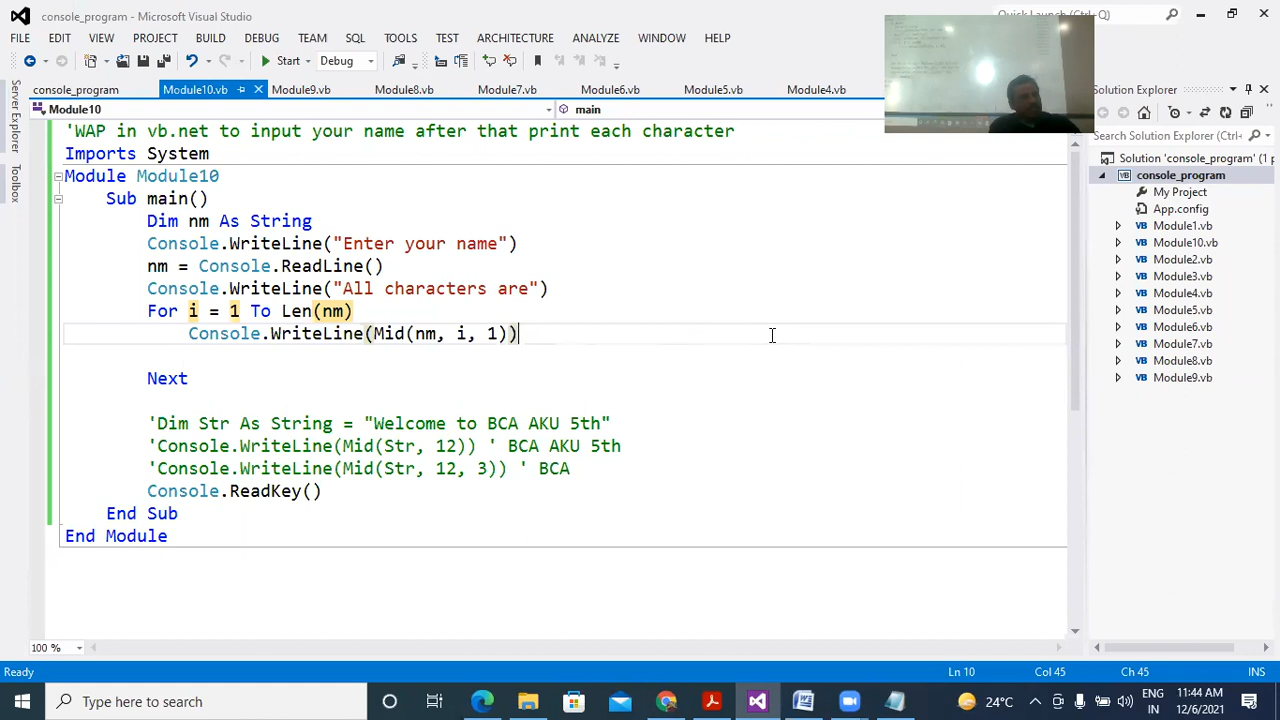 console_program - Microsoft Visual Studio
Quick Launch (Ctrl+Q)
FILE EDIT VIEW PROJECT DEBUG TEAM SQL TOOLS TEST ARCHITECTURE ANALYZE WINDOW HELP
Start Debug
console_program Module10.vb Module9.vb Module8.vb Module7.vb Module6.vb Module5.vb Module4.vb
Module10 main
'WAP in vb.net to input your name after that print each character
Imports System
Module Module10
Sub main()
Dim nm As String
Console.WriteLine("Enter your name")
nm = Console.ReadLine()
Console.WriteLine("All characters are")
For i = 1 To Len(nm)
Console.WriteLine(Mid(nm, i, 1))
Next
'Dim Str As String = "Welcome to BCA AKU 5th"
'Console.WriteLine(Mid(Str, 12)) ' BCA AKU 5th
'Console.WriteLine(Mid(Str, 12, 3)) ' BCA
Console.ReadKey()
End Sub
End Module
Server Explorer
Toolbox
Solution Explorer
Search Solution Explorer (Ctrl+
Solution 'console_program' (1 p
console_program
My Project
App.config
Module1.vb
Module10.vb
Module2.vb
Module3.vb
Module4.vb
Module5.vb
Module6.vb
Module7.vb
Module8.vb
Module9.vb
100 %
Ready Ln 10 Col 45 Ch 45 INS
Type here to search
24°C
ENG
IN
11:44 AM
12/6/2021